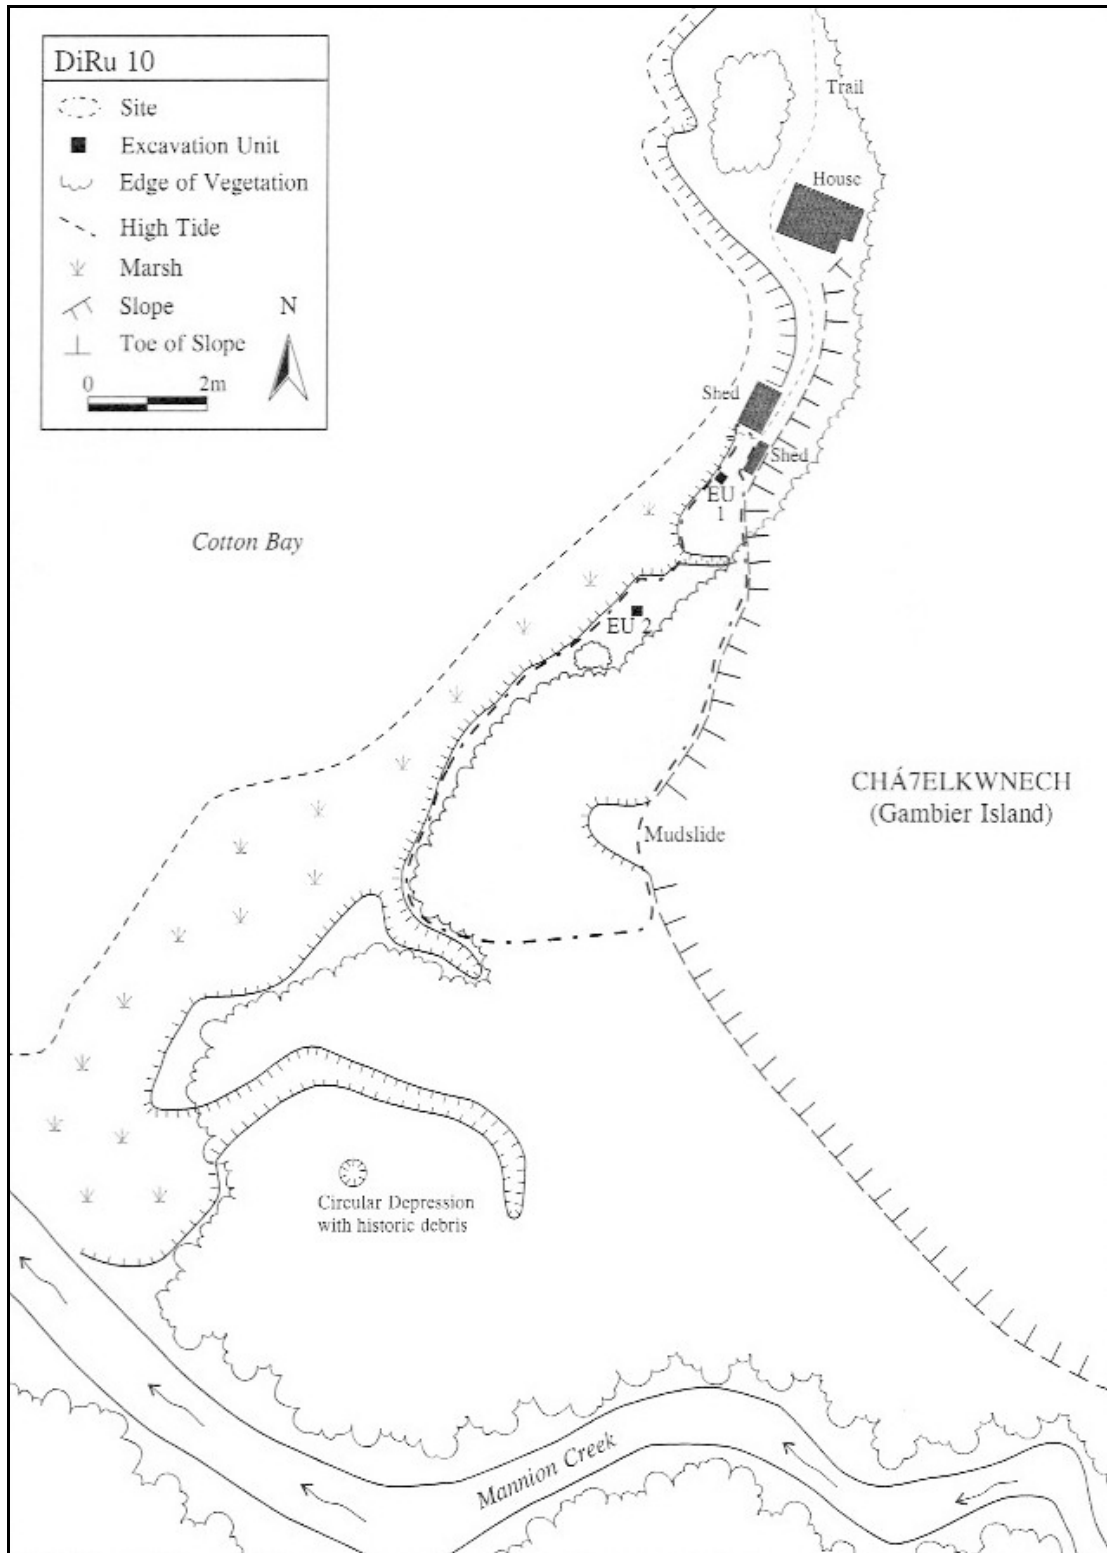 DiRu 10
Site
Excavation Unit
Edge of Vegetation
High Tide
Marsh
Slope
N
Toe of Slope
0 2m
Trail
House
Shed
Shed
EU
1
Cotton Bay
EU 2
CHÁ7ELKWNECH
(Gambier Island)
Mudslide
Circular Depression
with historic debris
Mannion Creek